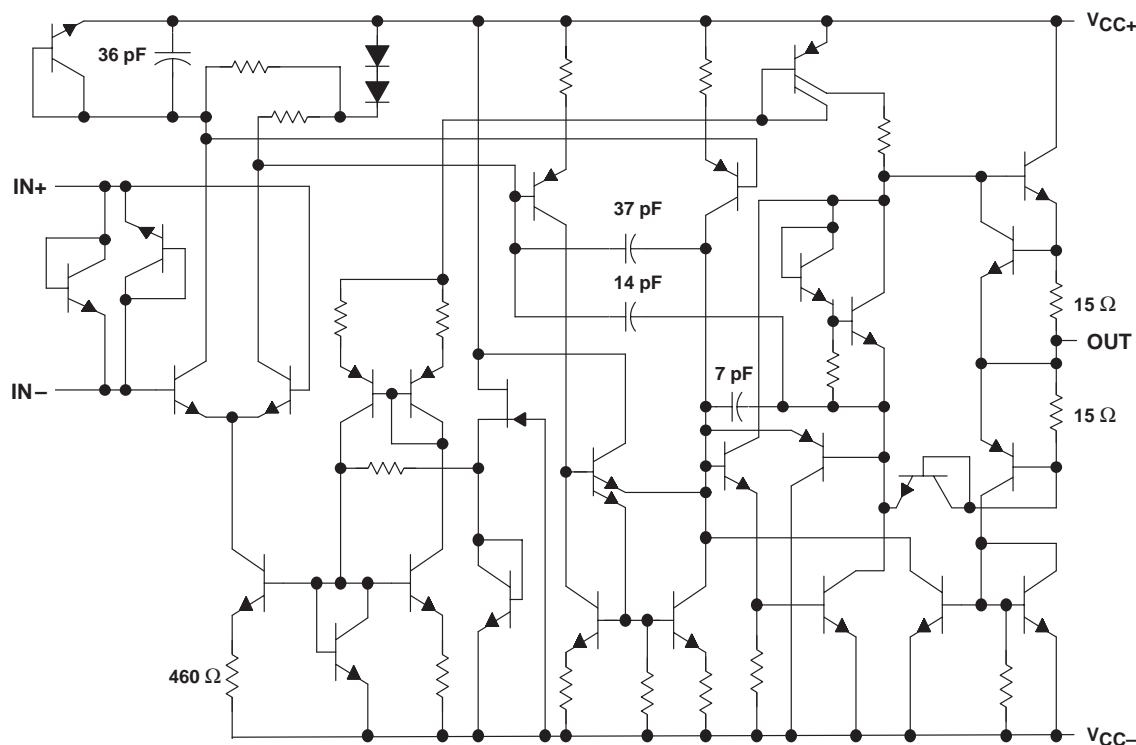 VCC+
36 pF
IN+
37 pF
14 pF
15 Ω
OUT
IN−
7 pF
15 Ω
460 Ω
VCC−